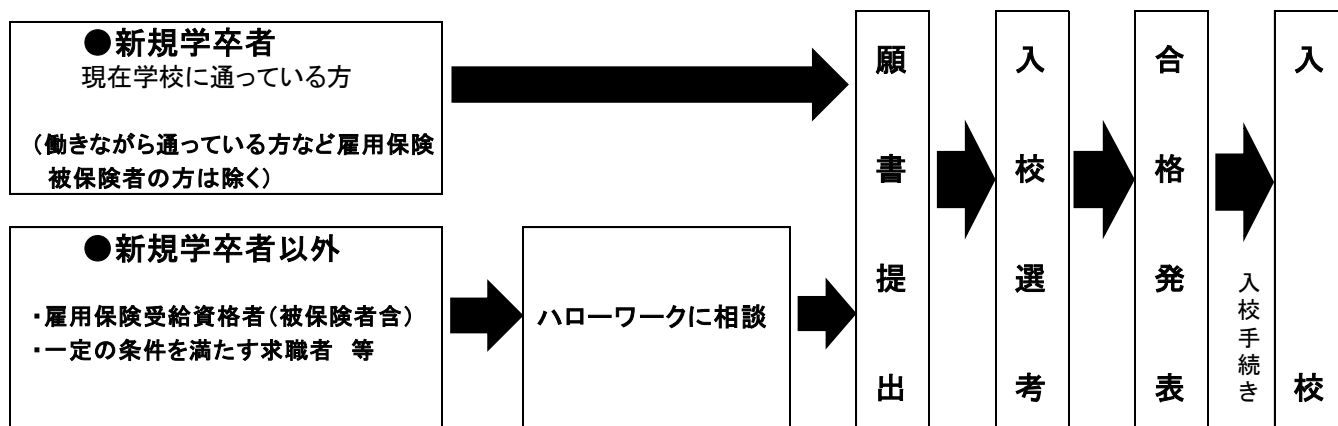 ●新規学卒者
現在学校に通っている方
（働きながら通っている方など雇用保険
被保険者の方は除く）
●新規学卒者以外
・雇用保険受給資格者（被保険者含）
・一定の条件を満たす求職者　等
ハローワークに相談
願書提出
入校選考
合格発表
入校手続き
入校